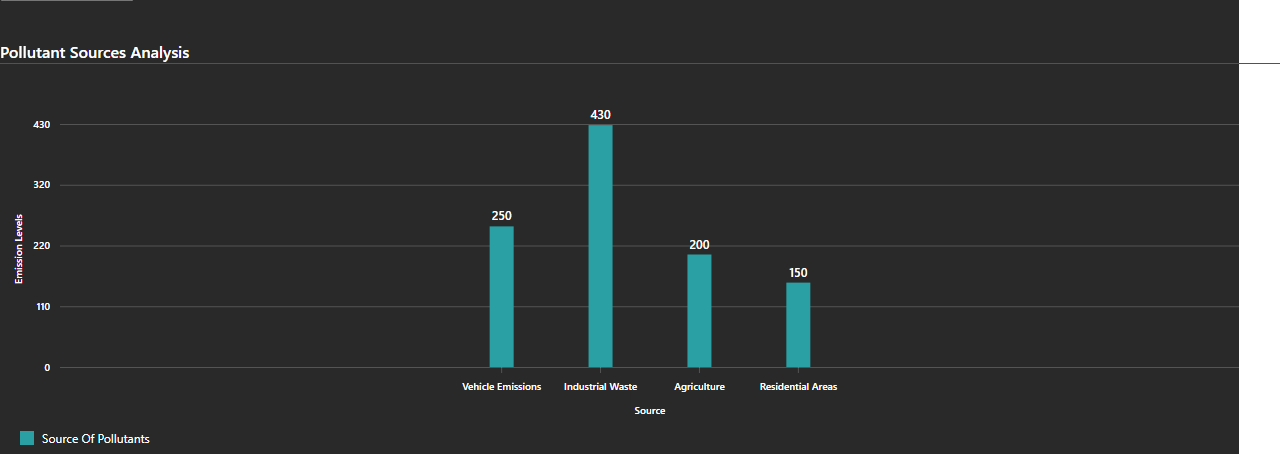 Pollutant Sources Analysis
430
430
320
Emission Levels
250
220
200
150
110
0
Vehicle Emissions Industrial Waste Agriculture Residential Areas
Source
Source Of Pollutants